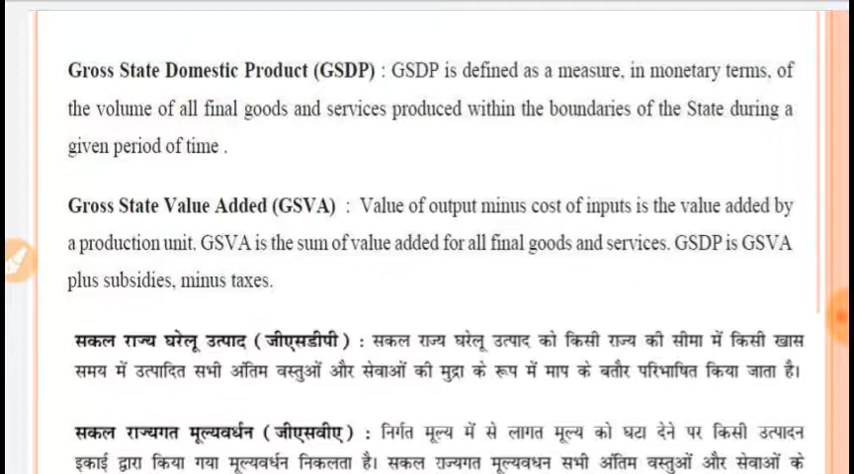 Gross State Domestic Product (GSDP) : GSDP is defined as a measure, in monetary terms, of
the volume of all final goods and services produced within the boundaries of the State during a
given period of time .
Gross State Value Added (GSVA) : Value of output minus cost of inputs is the value added by
a production unit. GSVA is the sum of value added for all final goods and services. GSDP is GSVA
plus subsidies, minus taxes.
सकल राज्य घरेलू उत्पाद (जीएसडीपी) : सकल राज्य घरेलू उत्पाद को किसी राज्य की सीमा में किसी खास
समय में उत्पादित सभी अंतिम वस्तुओं और सेवाओं की मुद्रा के रूप में माप के बतौर परिभाषित किया जाता है।
सकल राज्यगत मूल्यवर्धन (जीएसवीए) : निर्गत मूल्य में से लागत मूल्य को घटा देने पर किसी उत्पादन
इकाई द्वारा किया गया मूल्यवर्धन निकलता है। सकल राज्यगत मूल्यवधन सभी अंतिम वस्तुओं और सेवाओं के